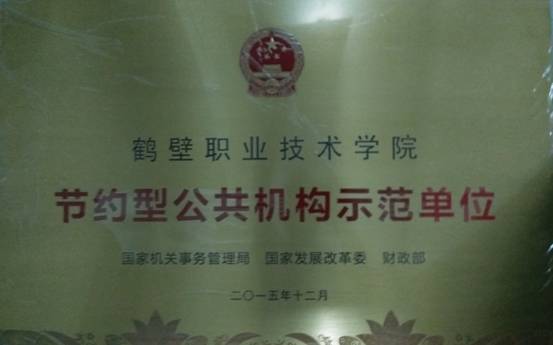 鹤壁职业技术学院
节约型公共机构示范单位
国家机关事务管理局 国家发展改革委 财政部
二〇一五年十二月